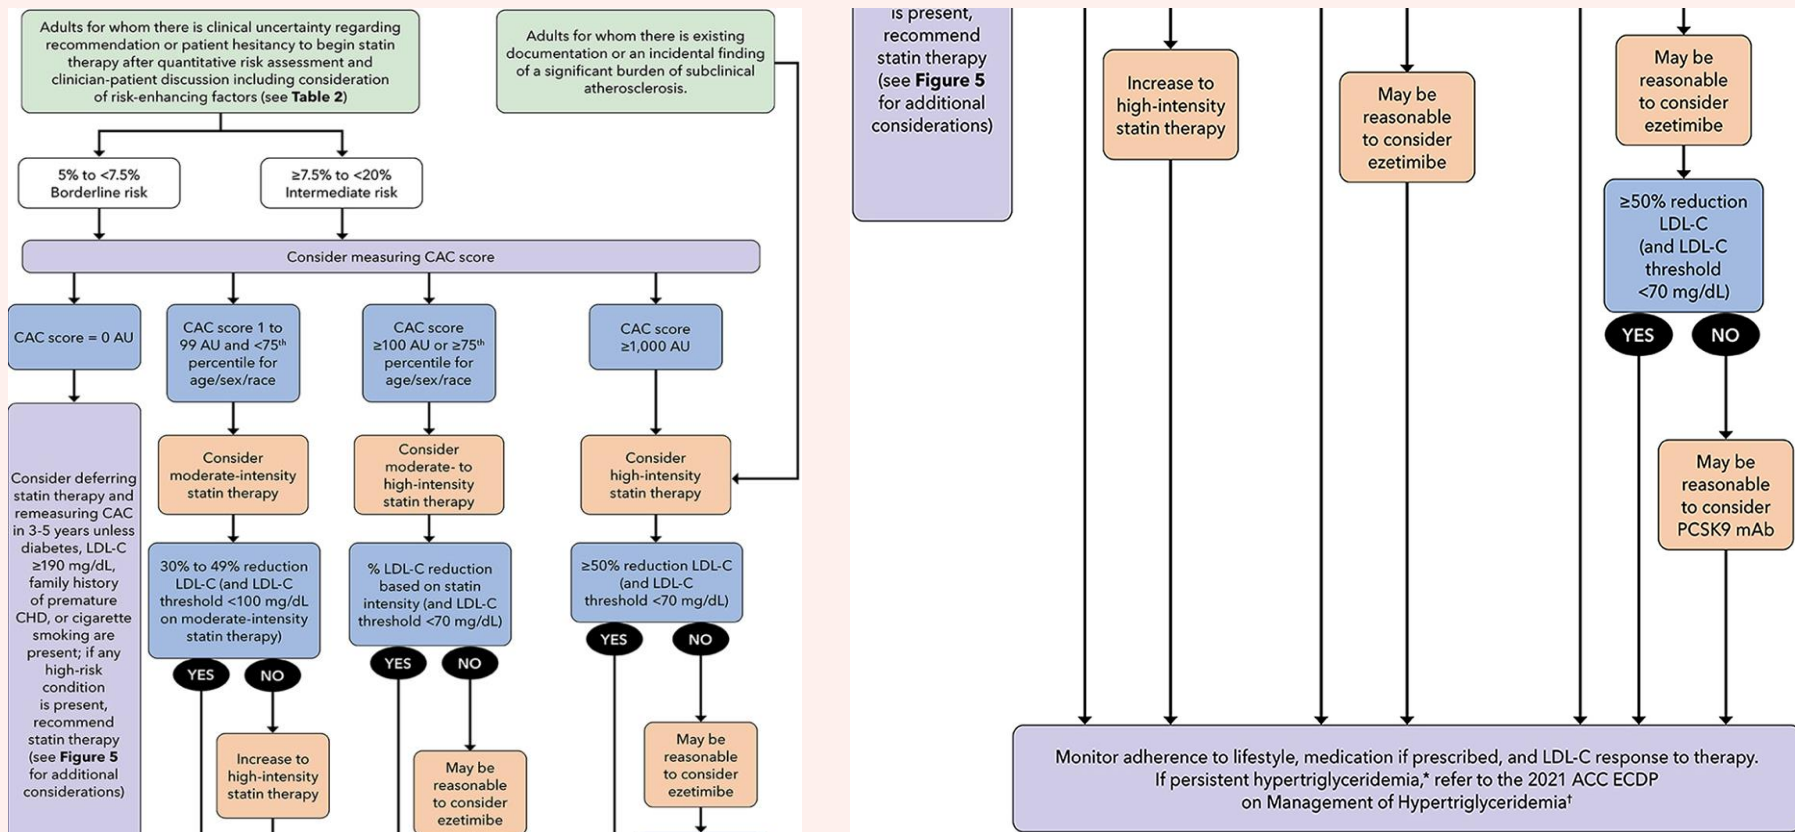 Adults for whom there is clinical uncertainty regarding
recommendation or patient hesitancy to begin statin
therapy after quantitative risk assessment and
clinician-patient discussion including consideration
of risk-enhancing factors (see Table 2)
Adults for whom there is existing
documentation or an incidental finding
of a significant burden of subclinical
atherosclerosis.
5% to <7.5%
Borderline risk
≥7.5% to <20%
Intermediate risk
Consider measuring CAC score
CAC score = 0 AU
CAC score 1 to
99 AU and <75th
percentile for
age/sex/race
CAC score
≥100 AU or ≥75th
percentile for
age/sex/race
CAC score
≥1,000 AU
Consider deferring
statin therapy and
remeasuring CAC
in 3-5 years unless
diabetes, LDL-C
≥190 mg/dL,
family history
of premature
CHD, or cigarette
smoking are
present; if any
high-risk
condition
is present,
recommend
statin therapy
(see Figure 5
for additional
considerations)
Consider
moderate-intensity
statin therapy
Consider
moderate- to
high-intensity
statin therapy
Consider
high-intensity
statin therapy
30% to 49% reduction
LDL-C (and LDL-C
threshold <100 mg/dL
on moderate-intensity
statin therapy)
% LDL-C reduction
based on statin
intensity (and LDL-C
threshold <70 mg/dL)
≥50% reduction LDL-C
(and LDL-C
threshold <70 mg/dL)
YES
NO
YES
NO
YES
NO
Increase to
high-intensity
statin therapy
May be
reasonable
to consider
ezetimibe
May be
reasonable
to consider
ezetimibe
is present,
recommend
statin therapy
(see Figure 5
for additional
considerations)
Increase to
high-intensity
statin therapy
May be
reasonable
to consider
ezetimibe
May be
reasonable
to consider
ezetimibe
≥50% reduction
LDL-C
(and LDL-C
threshold
<70 mg/dL)
YES
NO
May be
reasonable
to consider
PCSK9 mAb
Monitor adherence to lifestyle, medication if prescribed, and LDL-C response to therapy.
If persistent hypertriglyceridemia,* refer to the 2021 ACC ECDP
on Management of Hypertriglyceridemia†